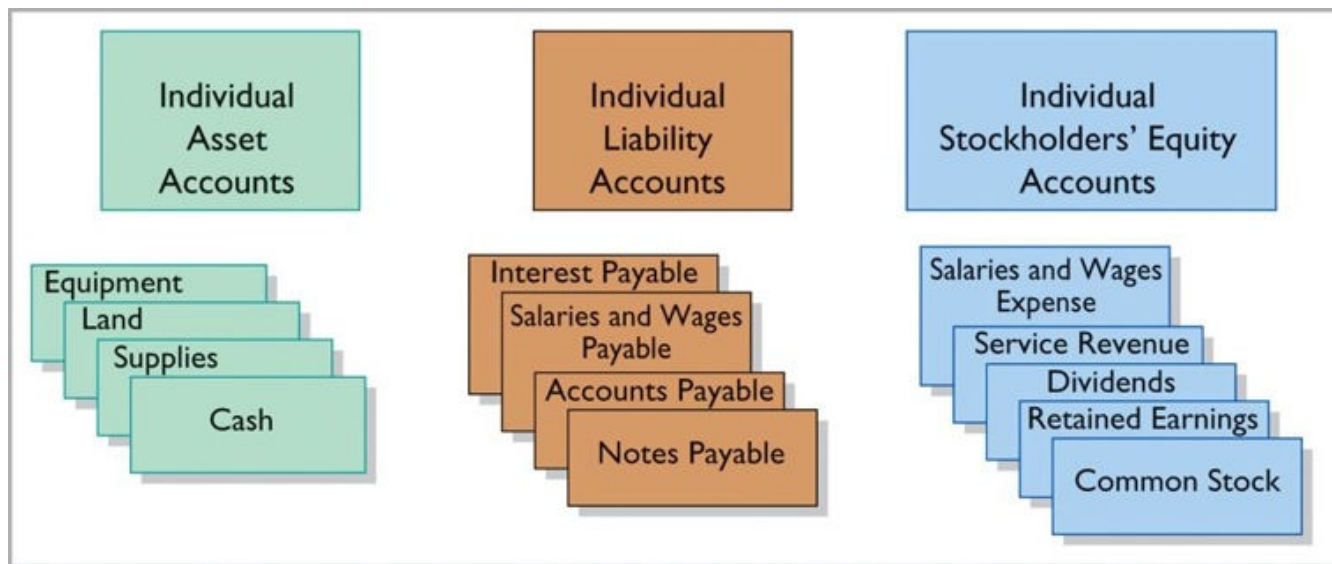 Individual
Asset
Accounts
Individual
Liability
Accounts
Individual
Stockholders’ Equity
Accounts
Equipment
Land
Supplies
Cash
Interest Payable
Salaries and Wages
Payable
Accounts Payable
Notes Payable
Salaries and Wages
Expense
Service Revenue
Dividends
Retained Earnings
Common Stock